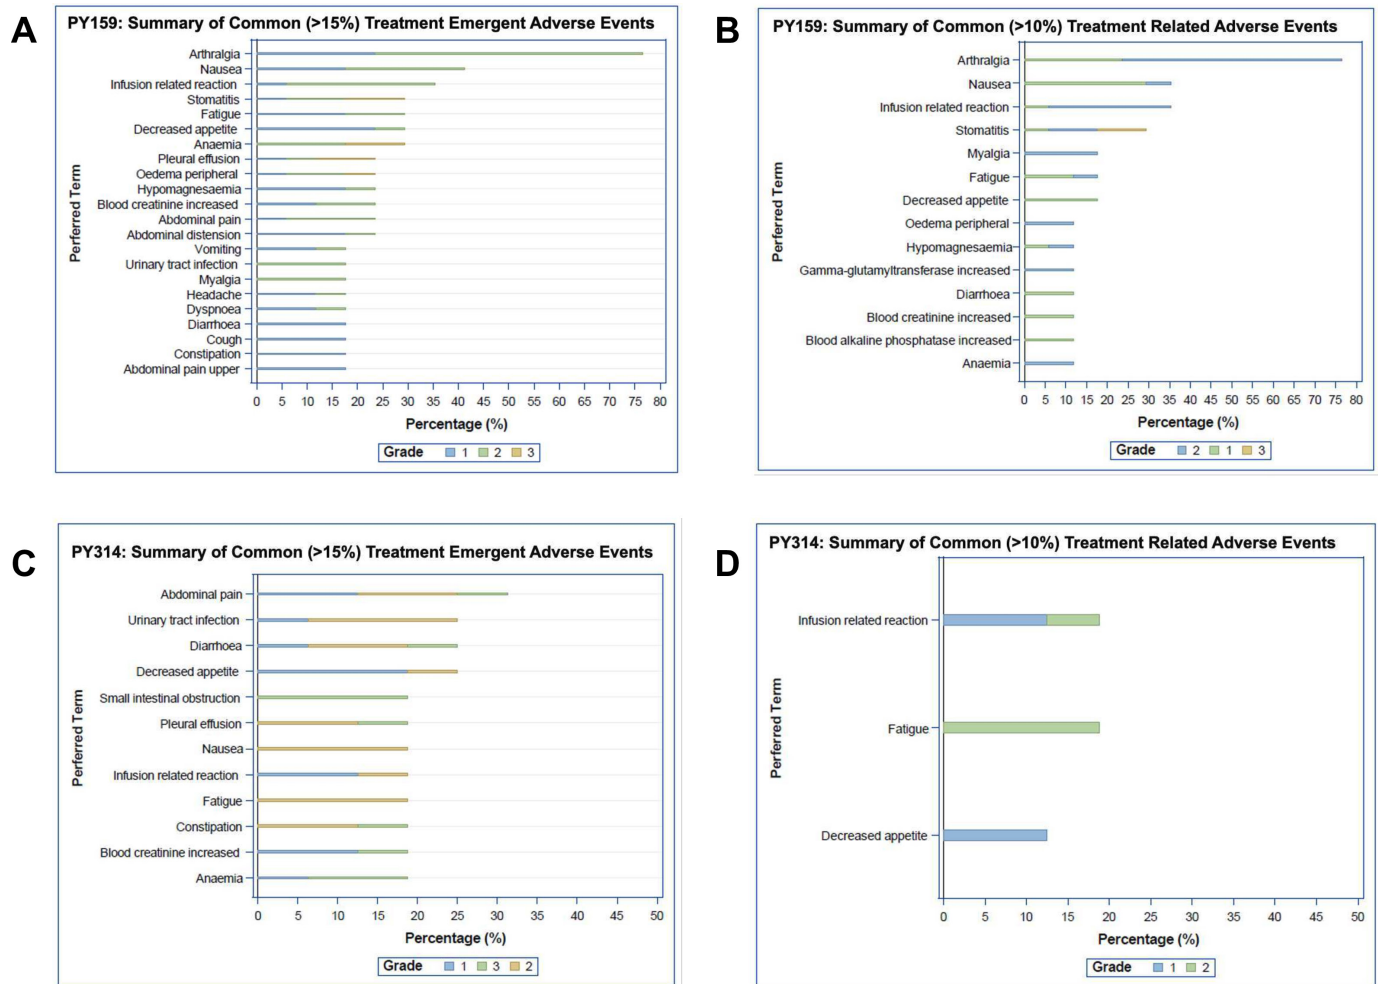 A
PY159: Summary of Common (>15%) Treatment Emergent Adverse Events
Perferred Term
Arthralgia
Nausea
Infusion related reaction
Stomatitis
Fatigue
Decreased appetite
Anaemia
Pleural effusion
Oedema peripheral
Hypomagnesaemia
Blood creatinine increased
Abdominal pain
Abdominal distension
Vomiting
Urinary tract infection
Myalgia
Headache
Dyspnoea
Diarrhoea
Cough
Constipation
Abdominal pain upper
0 5 10 15 20 25 30 35 40 45 50 55 60 65 70 75 80
Percentage (%)
Grade 1 2 3
B
PY159: Summary of Common (>10%) Treatment Related Adverse Events
Perferred Term
Arthralgia
Nausea
Infusion related reaction
Stomatitis
Myalgia
Fatigue
Decreased appetite
Oedema peripheral
Hypomagnesaemia
Gamma-glutamyltransferase increased
Diarrhoea
Blood creatinine increased
Blood alkaline phosphatase increased
Anaemia
0 5 10 15 20 25 30 35 40 45 50 55 60 65 70 75 80
Percentage (%)
Grade 2 1 3
C
PY314: Summary of Common (>15%) Treatment Emergent Adverse Events
Perferred Term
Abdominal pain
Urinary tract infection
Diarrhoea
Decreased appetite
Small intestinal obstruction
Pleural effusion
Nausea
Infusion related reaction
Fatigue
Constipation
Blood creatinine increased
Anaemia
0 5 10 15 20 25 30 35 40 45 50
Percentage (%)
Grade 1 3 2
D
PY314: Summary of Common (>10%) Treatment Related Adverse Events
Perferred Term
Infusion related reaction
Fatigue
Decreased appetite
0 5 10 15 20 25 30 35 40 45 50
Percentage (%)
Grade 1 2